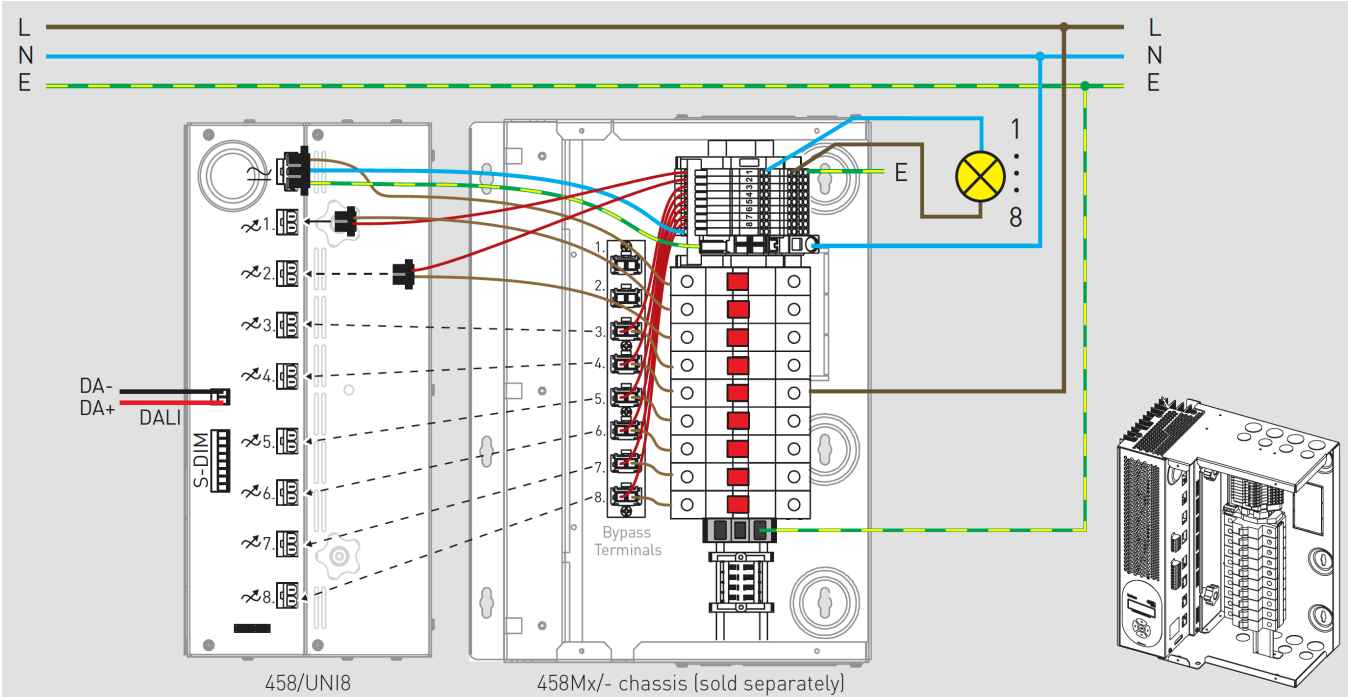 L L
N N
E E
1
8
E
87654321
1.
2.
3.
4.
5.
6.
7.
8.
1.
2.
3.
4.
5.
6.
7.
8.
DA-
DA+
DALI
S-DIM
Bypass
Terminals
458/UNI8
458Mx/- chassis (sold separately)